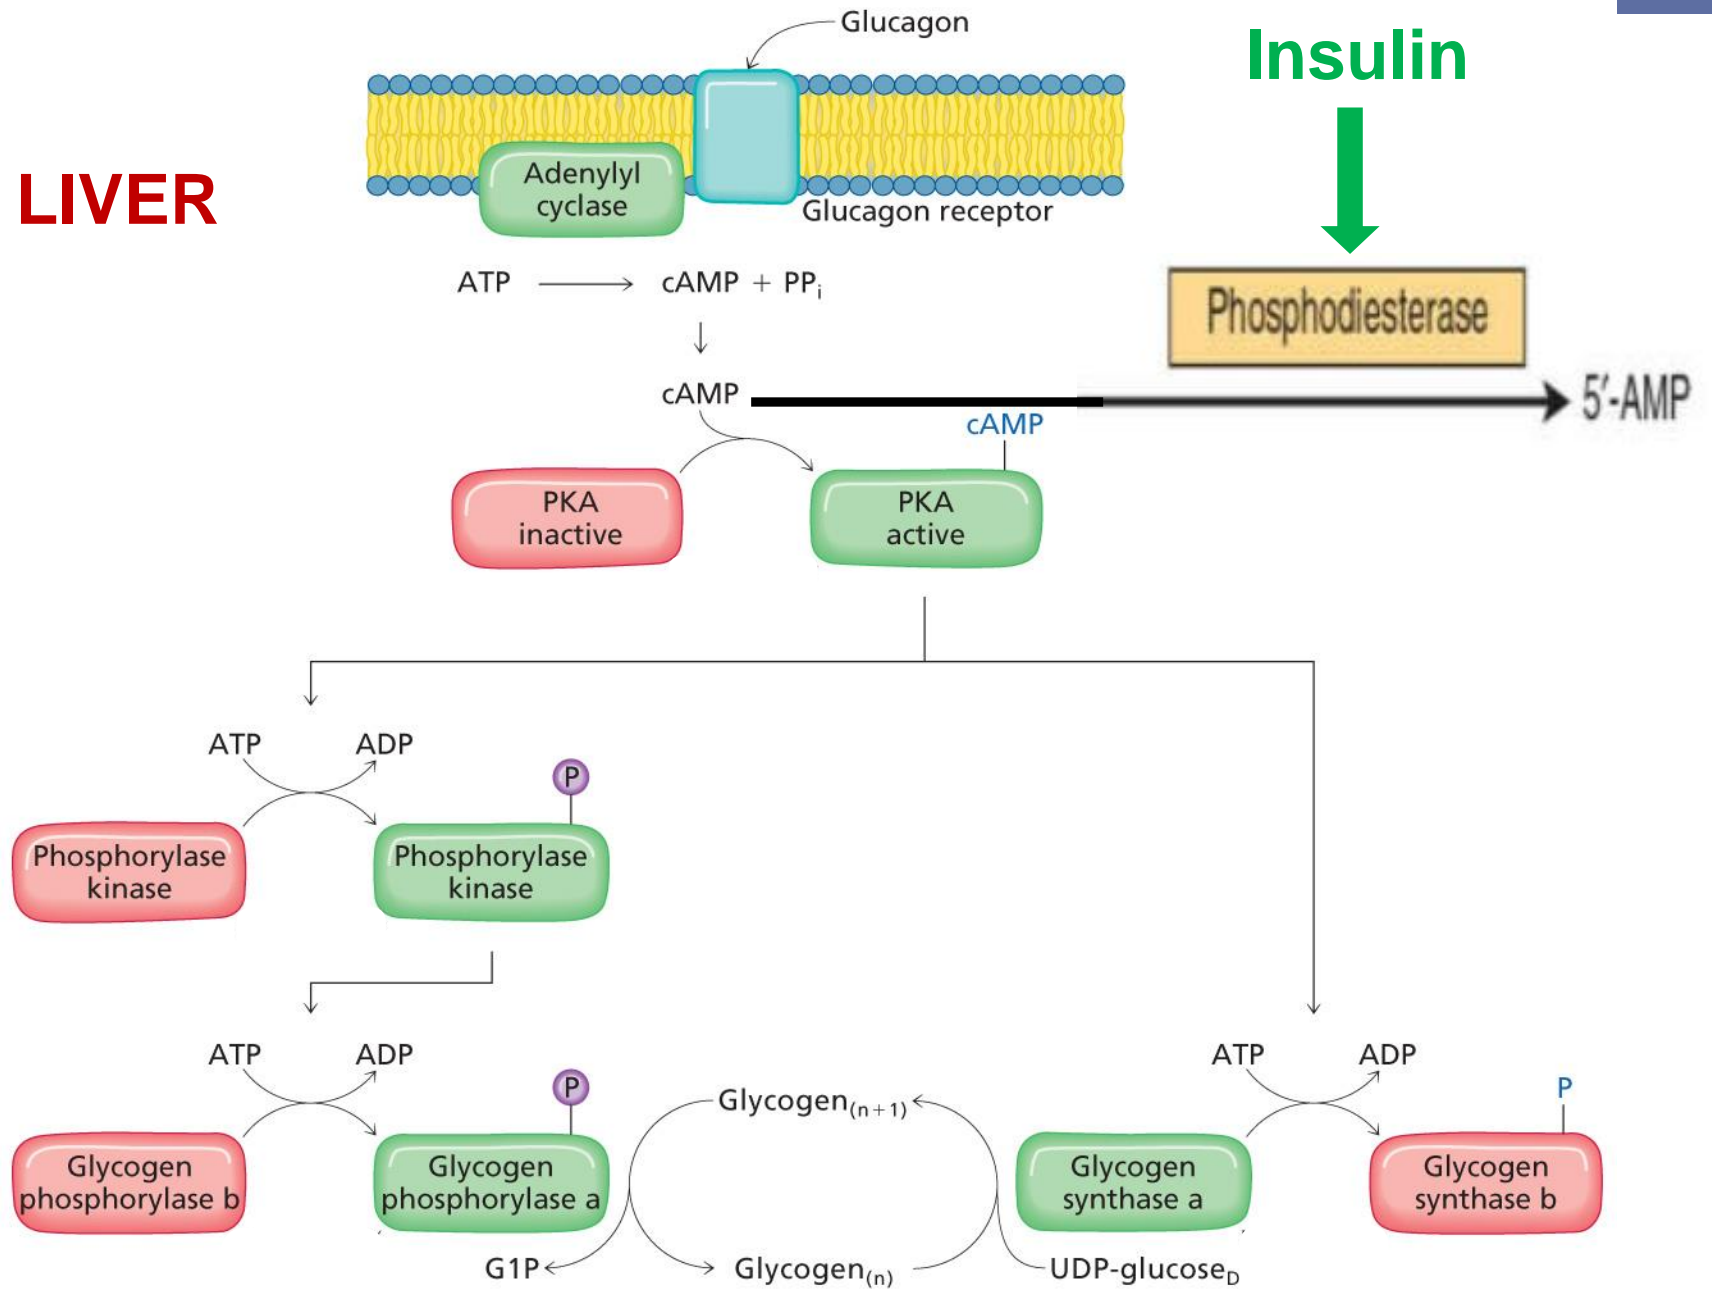 Glucagon
Insulin
LIVER
Adenylyl
cyclase
Glucagon receptor
ATP
cAMP + PPi
Phosphodiesterase
cAMP
5′-AMP
cAMP
PKA
inactive
PKA
active
ATP
ADP
P
Phosphorylase
kinase
Phosphorylase
kinase
ATP
ADP
P
Glycogen
phosphorylase b
Glycogen
phosphorylase a
Glycogen(n+1)
ATP
ADP
P
Glycogen
synthase a
Glycogen
synthase b
G1P
Glycogen(n)
UDP-glucoseD